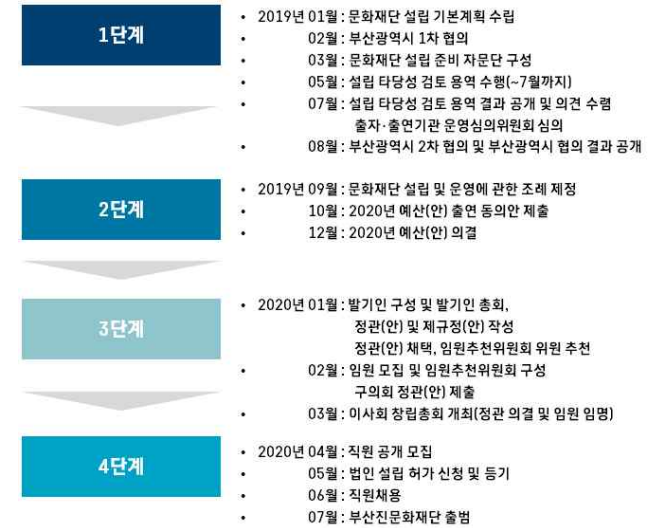 1단계
• 2019년 01월 : 문화재단 설립 기본계획 수립
• 02월 : 부산광역시 1차 협의
• 03월 : 문화재단 설립 준비 자문단 구성
• 05월 : 설립 타당성 검토 용역 수행(~7월까지)
• 07월 : 설립 타당성 검토 용역 결과 공개 및 의견 수렴
출자·출연기관 운영심의위원회 심의
• 08월 : 부산광역시 2차 협의 및 부산광역시 협의 결과 공개
2단계
• 2019년 09월 : 문화재단 설립 및 운영에 관한 조례 제정
• 10월 : 2020년 예산(안) 출연 동의안 제출
• 12월 : 2020년 예산(안) 의결
3단계
• 2020년 01월 : 발기인 구성 및 발기인 총회,
정관(안) 및 제규정(안) 작성
정관(안) 채택, 임원추천위원회 위원 추천
• 02월 : 임원 모집 및 임원추천위원회 구성
구의회 정관(안) 제출
• 03월 : 이사회 창립총회 개최(정관 의결 및 임원 임명)
4단계
• 2020년 04월 : 직원 공개 모집
• 05월 : 법인 설립 허가 신청 및 등기
• 06월 : 직원채용
• 07월 : 부산진문화재단 출범